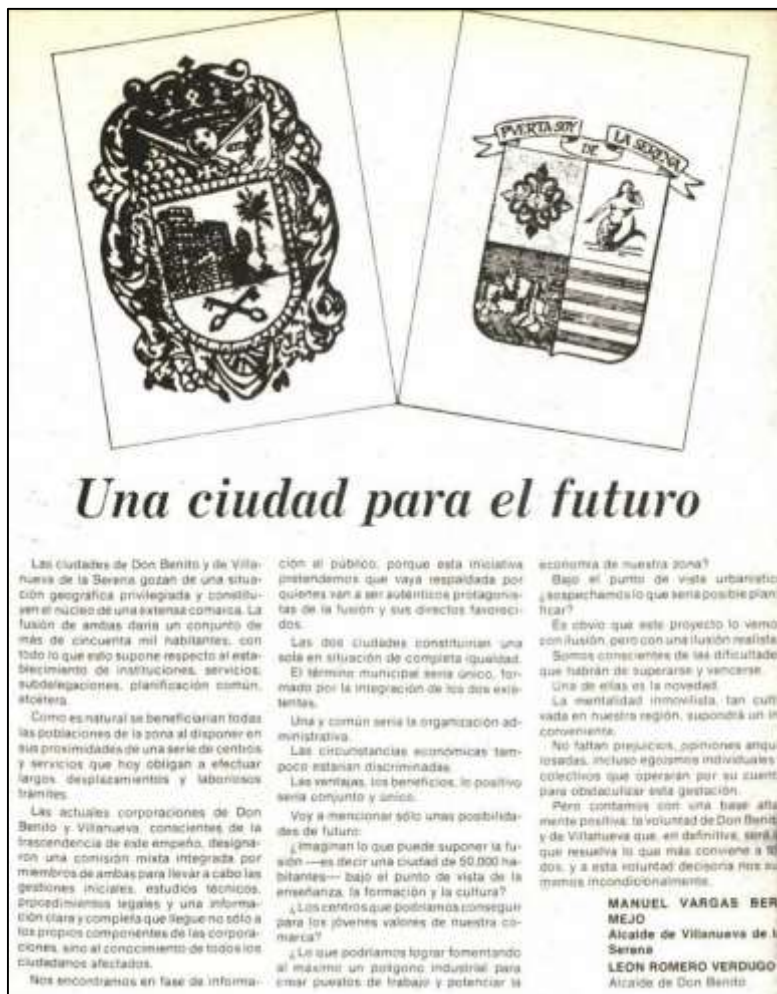 PVERTA SOY DE LA SERENA
Una ciudad para el futuro
Las ciudades de Don Benito y de Villa-
nueva de la Serena gozan de una situa-
ción geográfica privilegiada y constitu-
yen el núcleo de una extensa comarca. La
fusión de ambas daría un conjunto de
más de cincuenta mil habitantes, con
todo lo que esto supone respecto al esta-
blecimiento de instituciones, servicios,
subdelegaciones, planificación común,
etcétera.
Como es natural se beneficiarían todas
las poblaciones de la zona al disponer en
sus proximidades de una serie de centros
y servicios que hoy obligan a efectuar
largos desplazamientos y laboriosos
trámites.
Las actuales corporaciones de Don
Benito y Villanueva, conscientes de la
trascendencia de este empeño, designa-
ron una comisión mixta integrada por
miembros de ambas para llevar a cabo las
gestiones iniciales, estudios técnicos,
procedimientos legales y una informa-
ción clara y completa que llegue no sólo a
los propios componentes de las corpora-
ciones, sino al conocimiento de todos los
ciudadanos afectados.
Nos encontramos en fase de informa-
ción al público, porque esta iniciativa
pretendemos que vaya respaldada por
quienes van a ser auténticos protagonis-
tas de la fusión y sus directos favoreci-
dos.
Las dos ciudades constituirían una
sola en situación de completa igualdad.
El término municipal sería único, for-
mado por la integración de los dos exis-
tentes.
Una y común sería la organización ad-
ministrativa.
Las circunstancias económicas tam-
poco estarían discriminadas.
Las ventajas, los beneficios, lo positivo
sería conjunto y único.
Voy a mencionar sólo unas posibilida-
des de futuro:
¿Imaginan lo que puede suponer la fu-
sión —es decir una ciudad de 50.000 ha-
bitantes— bajo el punto de vista de la
enseñanza, la formación y la cultura?
¿Los centros que podríamos conseguir
para los jóvenes valores de nuestra co-
marca?
¿Lo que podríamos lograr fomentando
al máximo un polígono industrial para
crear puestos de trabajo y potenciar la
economía de nuestra zona?
Bajo el punto de vista urbanístico
¿sospechamos lo que sería posible plani
ficar?
Es obvio que este proyecto lo vemos
con ilusión, pero con una ilusión realista
Somos conscientes de las dificultades
que habrán de superarse y vencerse.
Una de ellas es la novedad.
La mentalidad inmovilista, tan culti
vada en nuestra región, supondrá un in
conveniente.
No faltan prejuicios, opiniones anqui
losadas, incluso egoísmos individuales
colectivos que operarán por su cuenta
para obstaculizar esta gestación.
Pero contamos con una base alta
mente positiva: la voluntad de Don Benito
y de Villanueva que, en definitiva, será
que resuelva lo que más conviene a to
dos, y a esta voluntad decisoria nos su
mamos incondicionalmente.
MANUEL VARGAS BER
MEJO
Alcalde de Villanueva de l
Serena
LEON ROMERO VERDUGO
Alcalde de Don Benito